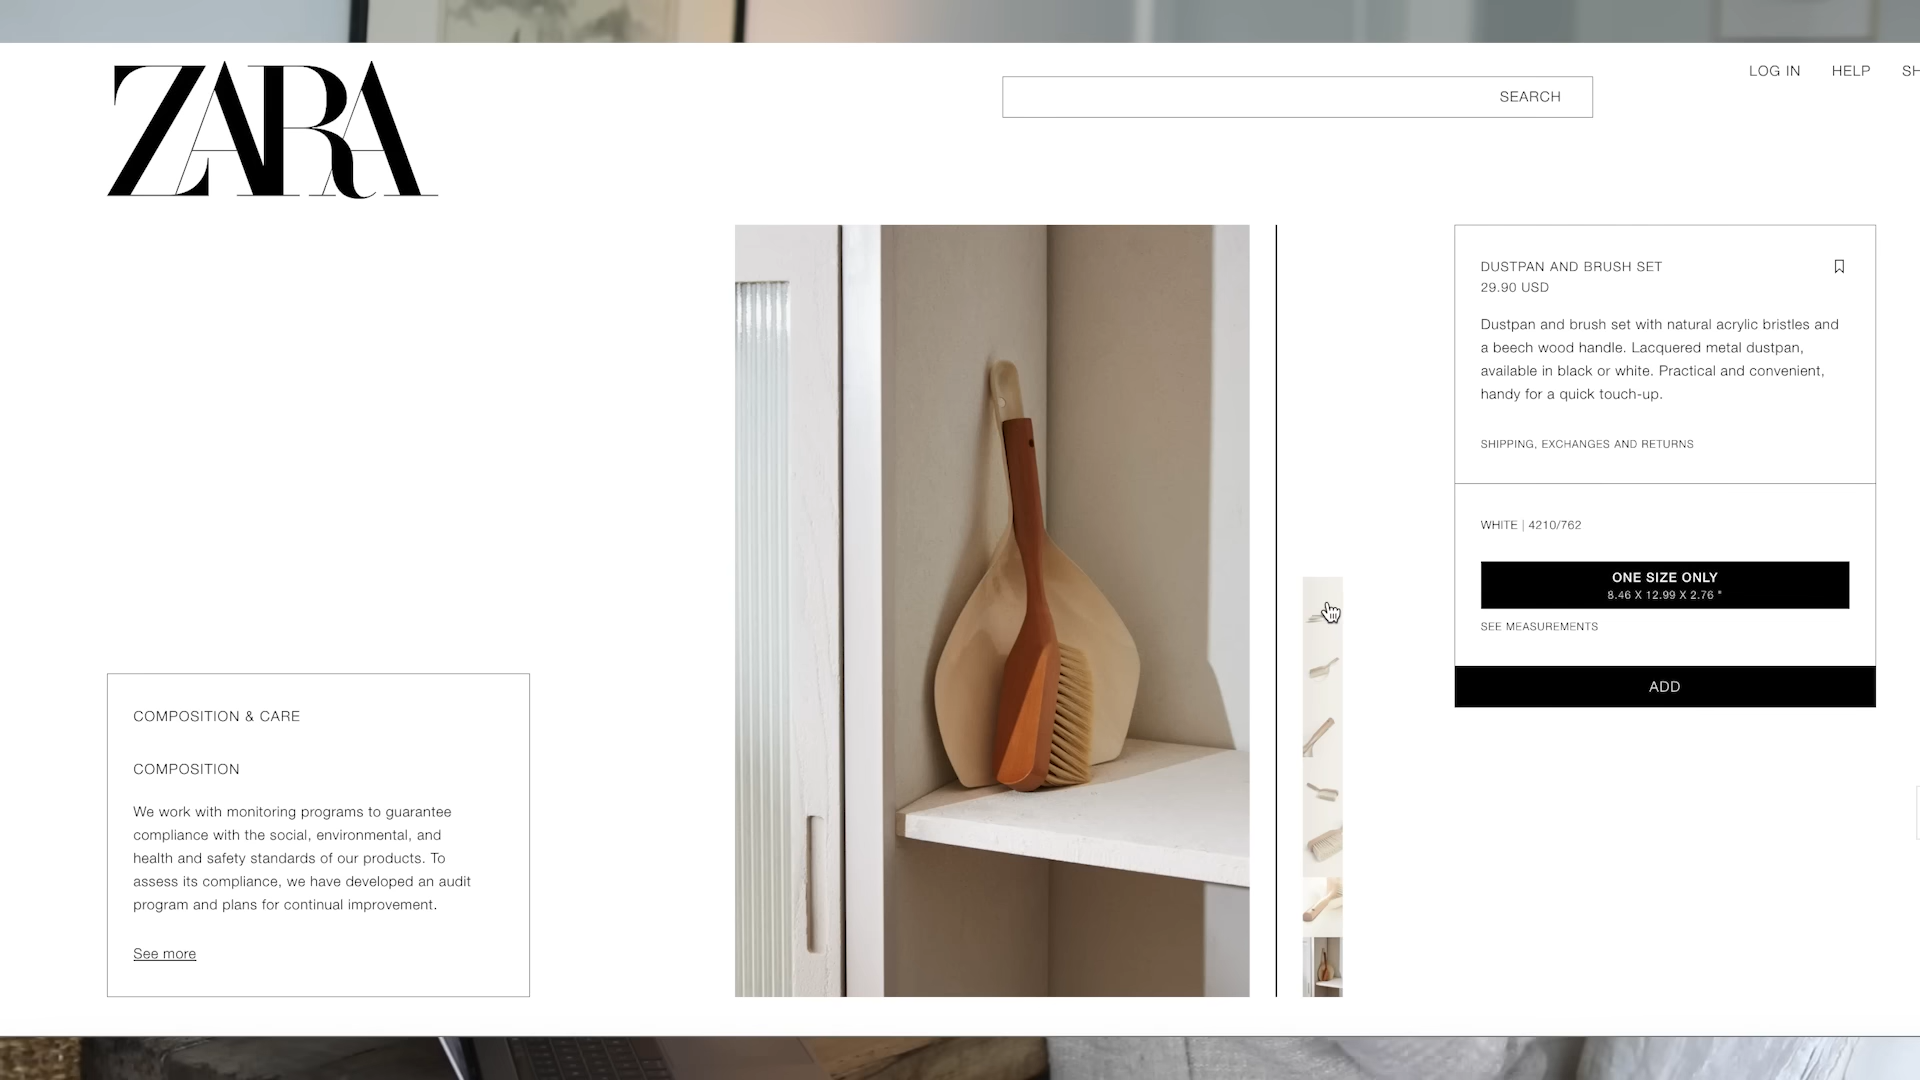 ZARA
SEARCH
LOG IN
HELP
DUSTPAN AND BRUSH SET
29.90 USD
Dustpan and brush set with natural acrylic bristles and
a beech wood handle. Lacquered metal dustpan,
available in black or white. Practical and convenient,
handy for a quick touch-up.
SHIPPING, EXCHANGES AND RETURNS
WHITE | 4210/762
ONE SIZE ONLY
8.46 X 12.99 X 2.76 "
SEE MEASUREMENTS
ADD
COMPOSITION & CARE
COMPOSITION
We work with monitoring programs to guarantee
compliance with the social, environmental, and
health and safety standards of our products. To
assess its compliance, we have developed an audit
program and plans for continual improvement.
See more